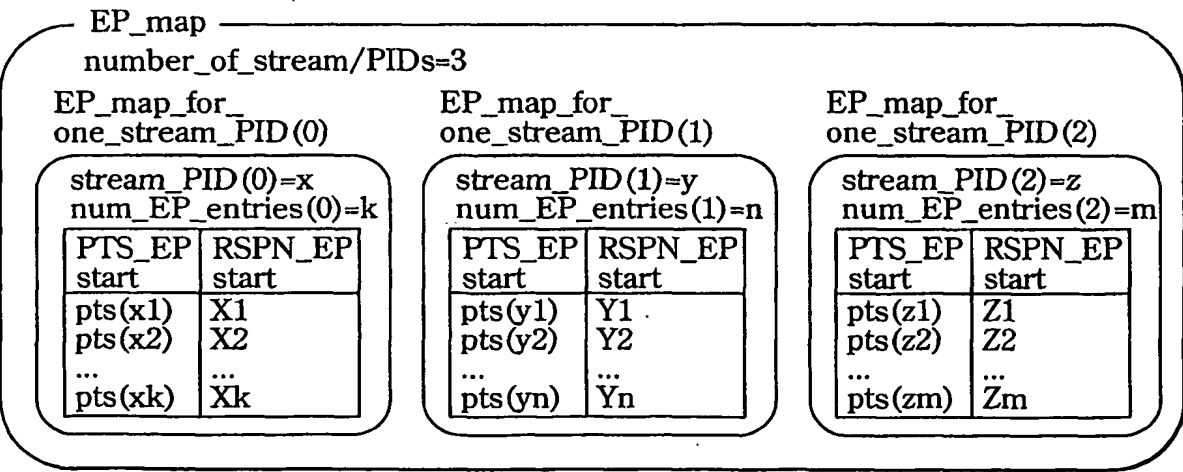 EP_map
number_of_stream/PIDs=3
EP_map_for_
one_stream_PID(0)
stream_PID(0)=x
num_EP_entries(0)=k
PTS_EP RSPN_EP
start start
pts(x1) X1
pts(x2) X2
... ...
pts(xk) Xk
EP_map_for_
one_stream_PID(1)
stream_PID(1)=y
num_EP_entries(1)=n
PTS_EP RSPN_EP
start start
pts(y1) Y1
pts(y2) Y2
... ...
pts(yn) Yn
EP_map_for_
one_stream_PID(2)
stream_PID(2)=z
num_EP_entries(2)=m
PTS_EP RSPN_EP
start start
pts(z1) Z1
pts(z2) Z2
... ...
pts(zm) Zm